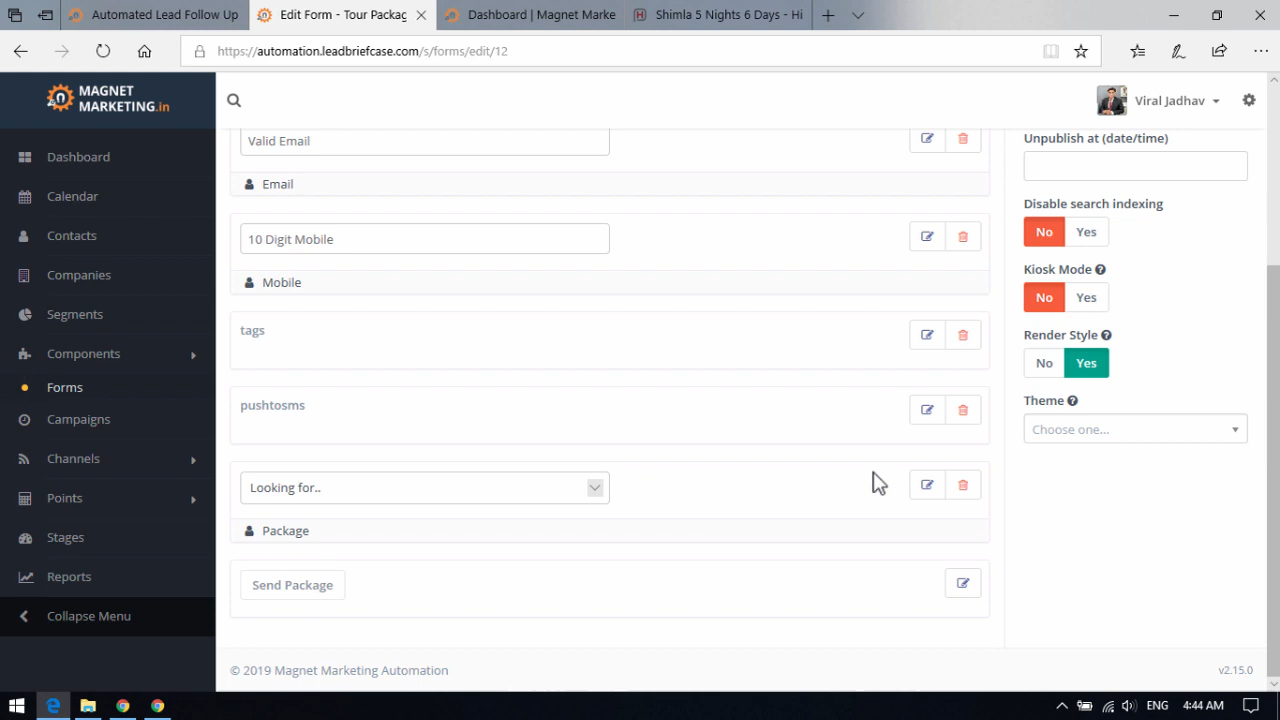 Automated Lead Follow Up
Edit Form - Tour Packag
Dashboard | Magnet Marke
Shimla 5 Nights 6 Days - Hi
https://automation.leadbriefcase.com/s/forms/edit/12
MAGNET
MARKETING.in
Viral Jadhav
Dashboard
Calendar
Contacts
Companies
Segments
Components
Forms
Campaigns
Channels
Points
Stages
Reports
Collapse Menu
Valid Email
Email
10 Digit Mobile
Mobile
tags
pushtosms
Looking for..
Package
Send Package
Unpublish at (date/time)
Disable search indexing
No Yes
Kiosk Mode
No Yes
Render Style
No Yes
Theme
Choose one...
© 2019 Magnet Marketing Automation
v2.15.0
ENG
4:44 AM